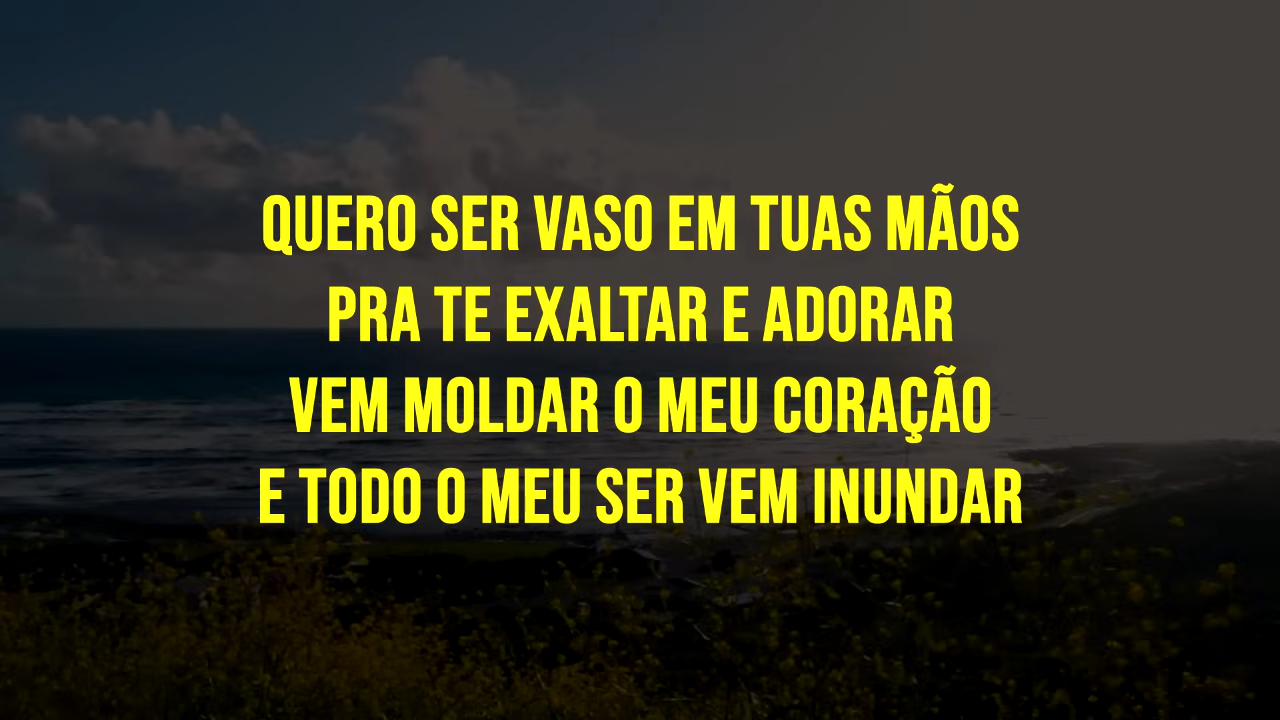 QUERO SER VASO EM TUAS MÃOS
PRA TE EXALTAR E ADORAR
VEM MOLDAR O MEU CORAÇÃO
E TODO O MEU SER VEM INUNDAR